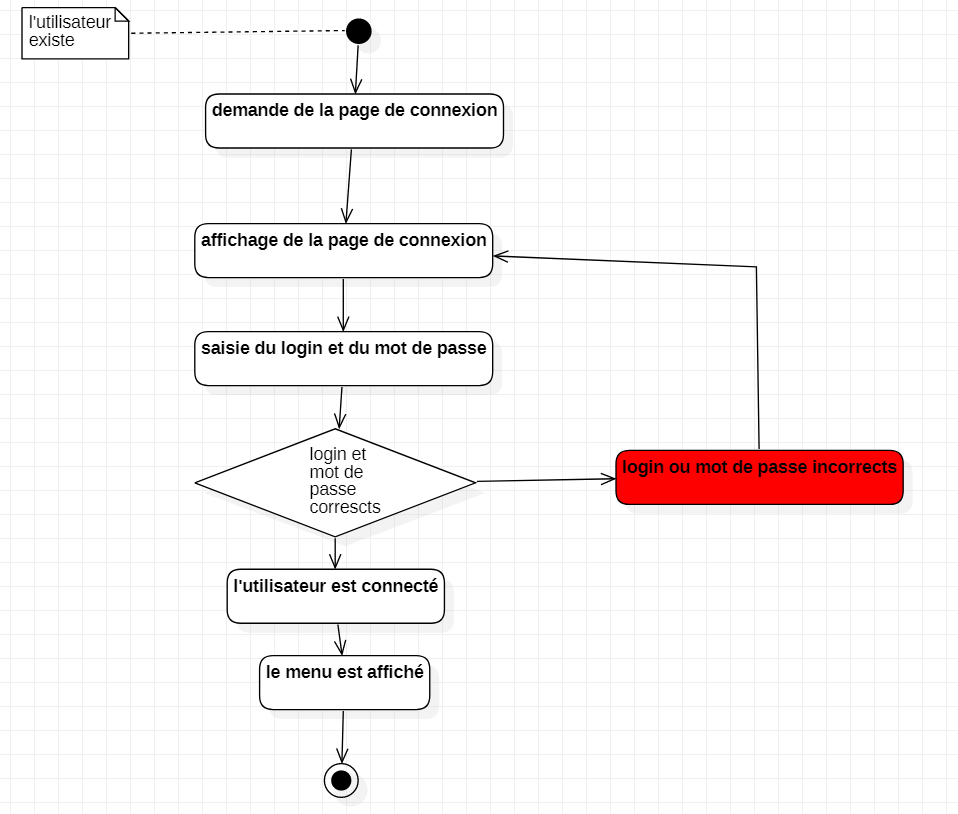 l'utilisateur
existe
demande de la page de connexion
affichage de la page de connexion
saisie du login et du mot de passe
login et
mot de
passe
correscts
login ou mot de passe incorrects
l'utilisateur est connecté
le menu est affiché